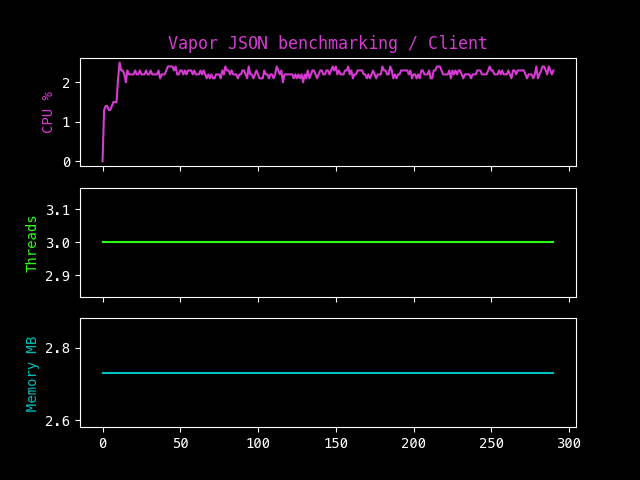 Vapor JSON benchmarking / Client
CPU %
2
1
0
Threads
3.1
3.0
2.9
Memory MB
2.8
2.6
0 50 100 150 200 250 300